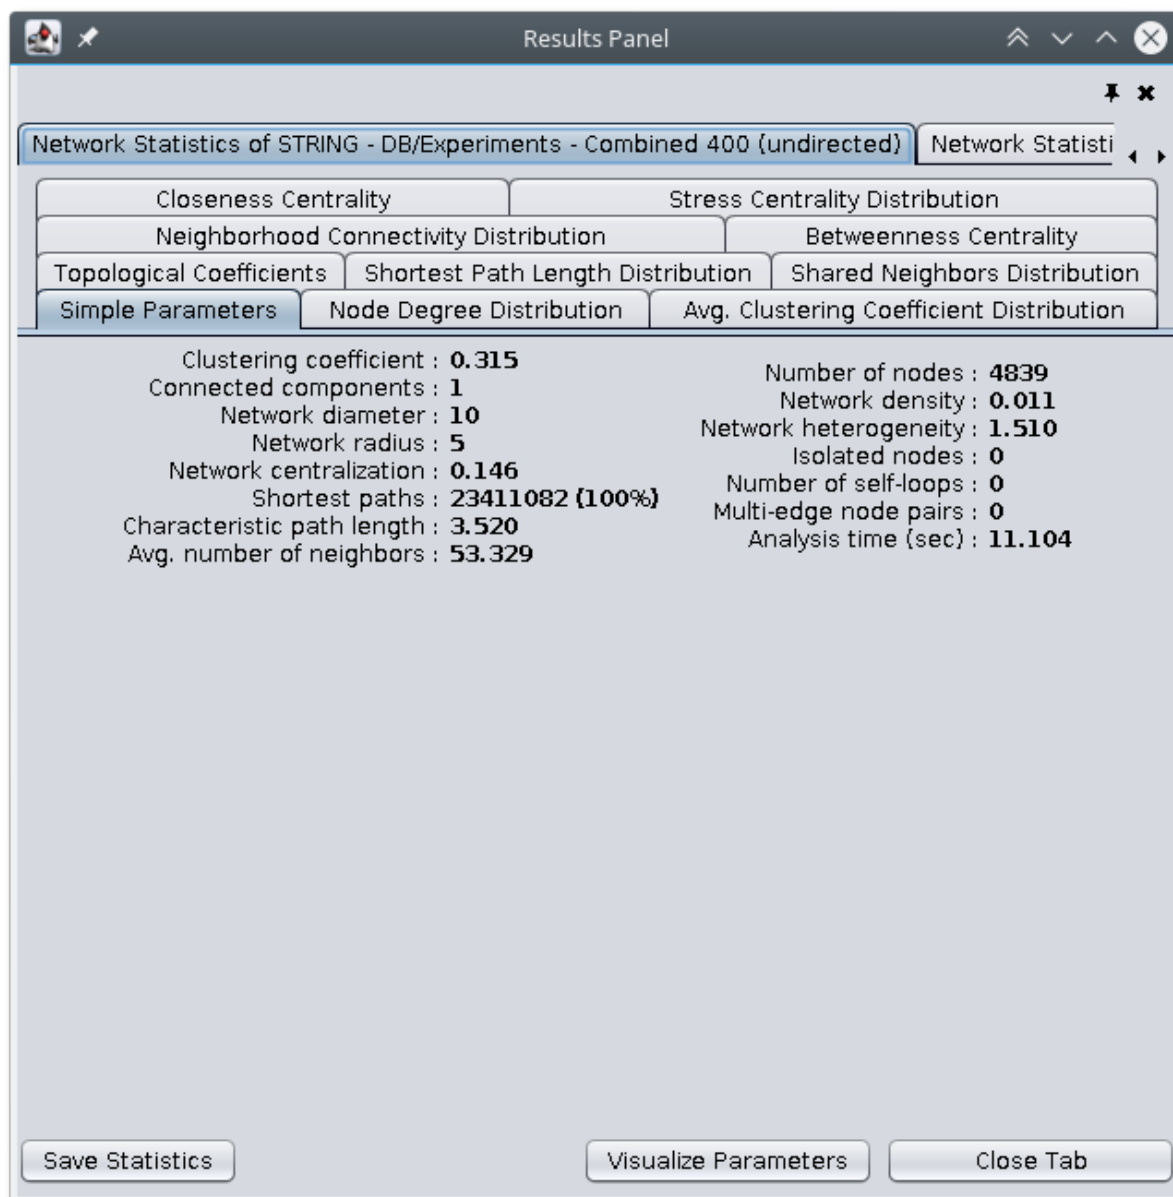 Results Panel
Network Statistics of STRING - DB/Experiments - Combined 400 (undirected) Network Statisti
Closeness Centrality Stress Centrality Distribution
Neighborhood Connectivity Distribution Betweenness Centrality
Topological Coefficients Shortest Path Length Distribution Shared Neighbors Distribution
Simple Parameters Node Degree Distribution Avg. Clustering Coefficient Distribution
Clustering coefficient : 0.315
Connected components : 1
Network diameter : 10
Network radius : 5
Network centralization : 0.146
Shortest paths : 23411082 (100%)
Characteristic path length : 3.520
Avg. number of neighbors : 53.329
Number of nodes : 4839
Network density : 0.011
Network heterogeneity : 1.510
Isolated nodes : 0
Number of self-loops : 0
Multi-edge node pairs : 0
Analysis time (sec) : 11.104
Save Statistics Visualize Parameters Close Tab